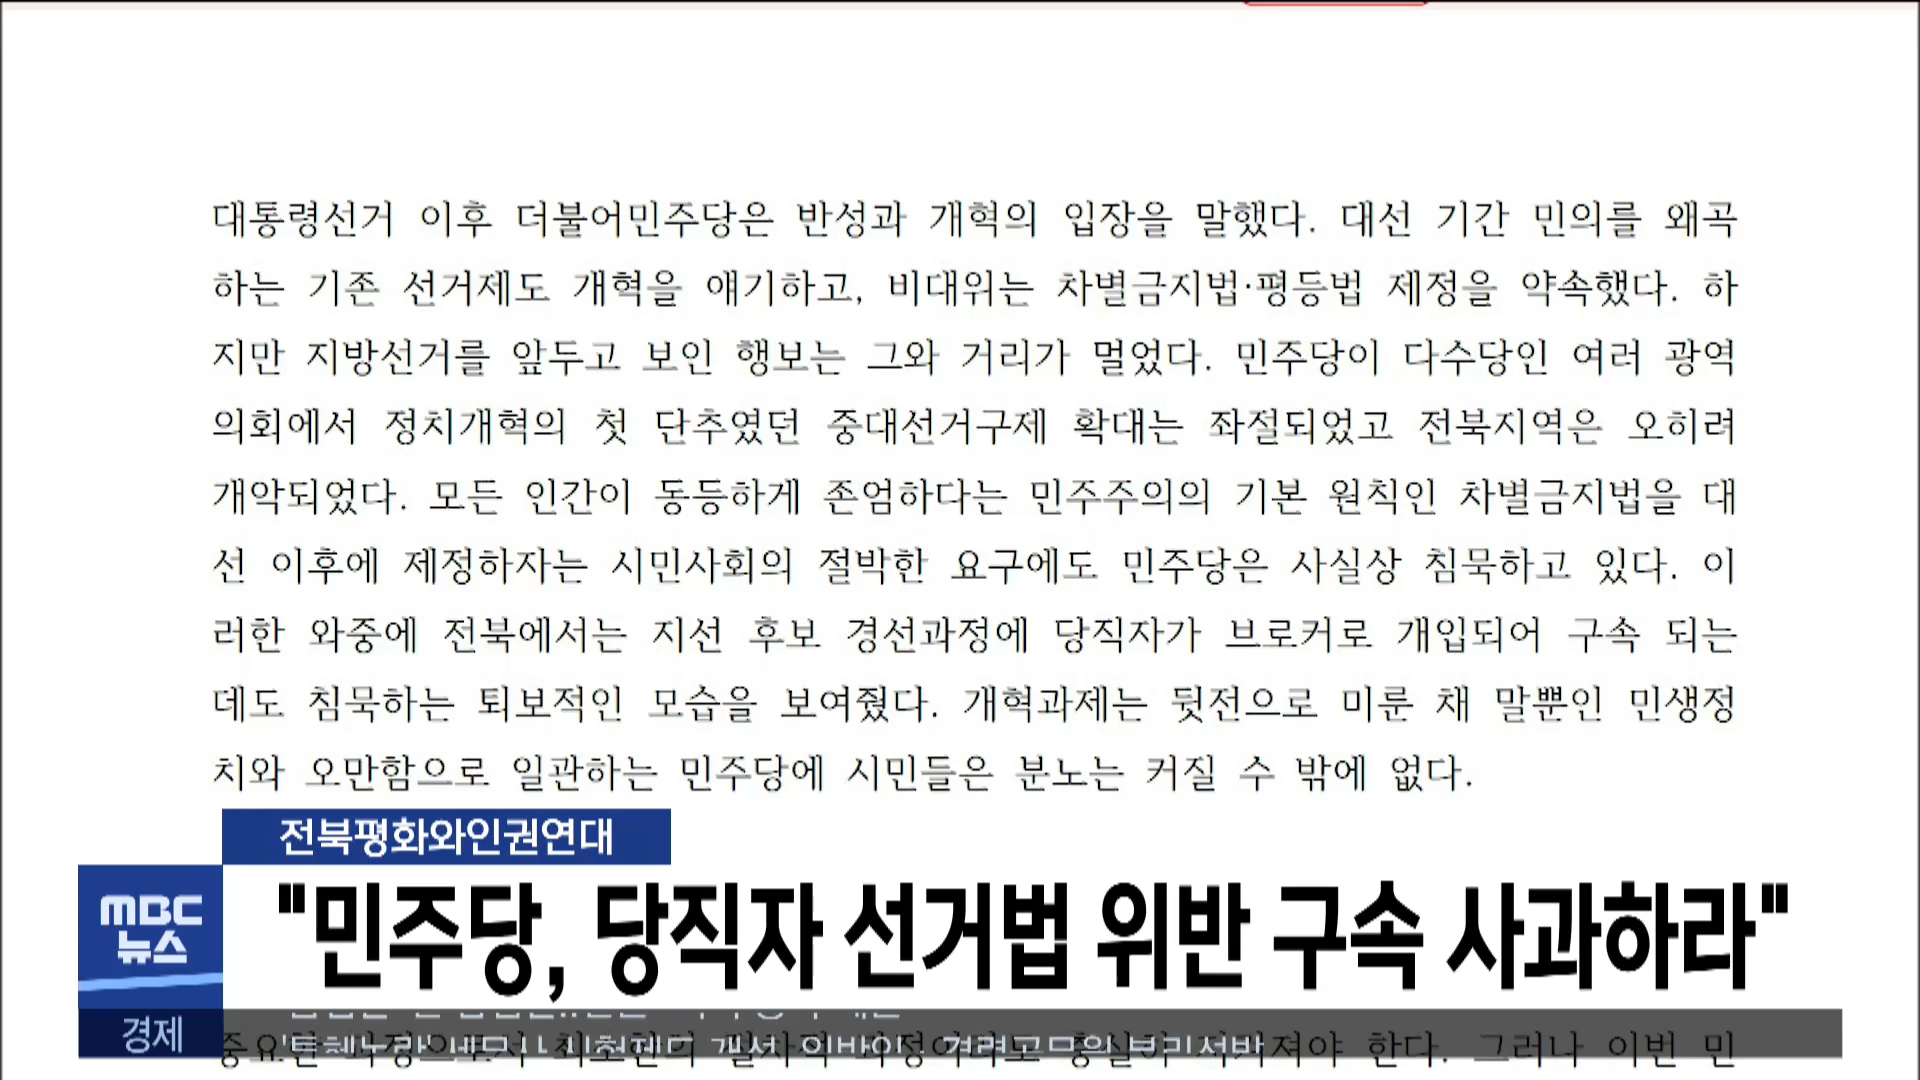 대통령선거 이후 더불어민주당은 반성과 개혁의 입장을 말했다. 대선 기간 민의를 왜곡
하는 기존 선거제도 개혁을 얘기하고, 비대위는 차별금지법·평등법 제정을 약속했다. 하
지만 지방선거를 앞두고 보인 행보는 그와 거리가 멀었다. 민주당이 다수당인 여러 광역
의회에서 정치개혁의 첫 단추였던 중대선거구제 확대는 좌절되었고 전북지역은 오히려
개악되었다. 모든 인간이 동등하게 존엄하다는 민주주의의 기본 원칙인 차별금지법을 대
선 이후에 제정하자는 시민사회의 절박한 요구에도 민주당은 사실상 침묵하고 있다. 이
러한 와중에 전북에서는 지선 후보 경선과정에 당직자가 브로커로 개입되어 구속 되는
데도 침묵하는 퇴보적인 모습을 보여줬다. 개혁과제는 뒷전으로 미룬 채 말뿐인 민생정
치와 오만함으로 일관하는 민주당에 시민들은 분노는 커질 수 밖에 없다.
전북평화와인권연대
MBC
뉴스
"민주당, 당직자 선거법 위반 구속 사과하라"
경제
한다. 그러나 이번 민